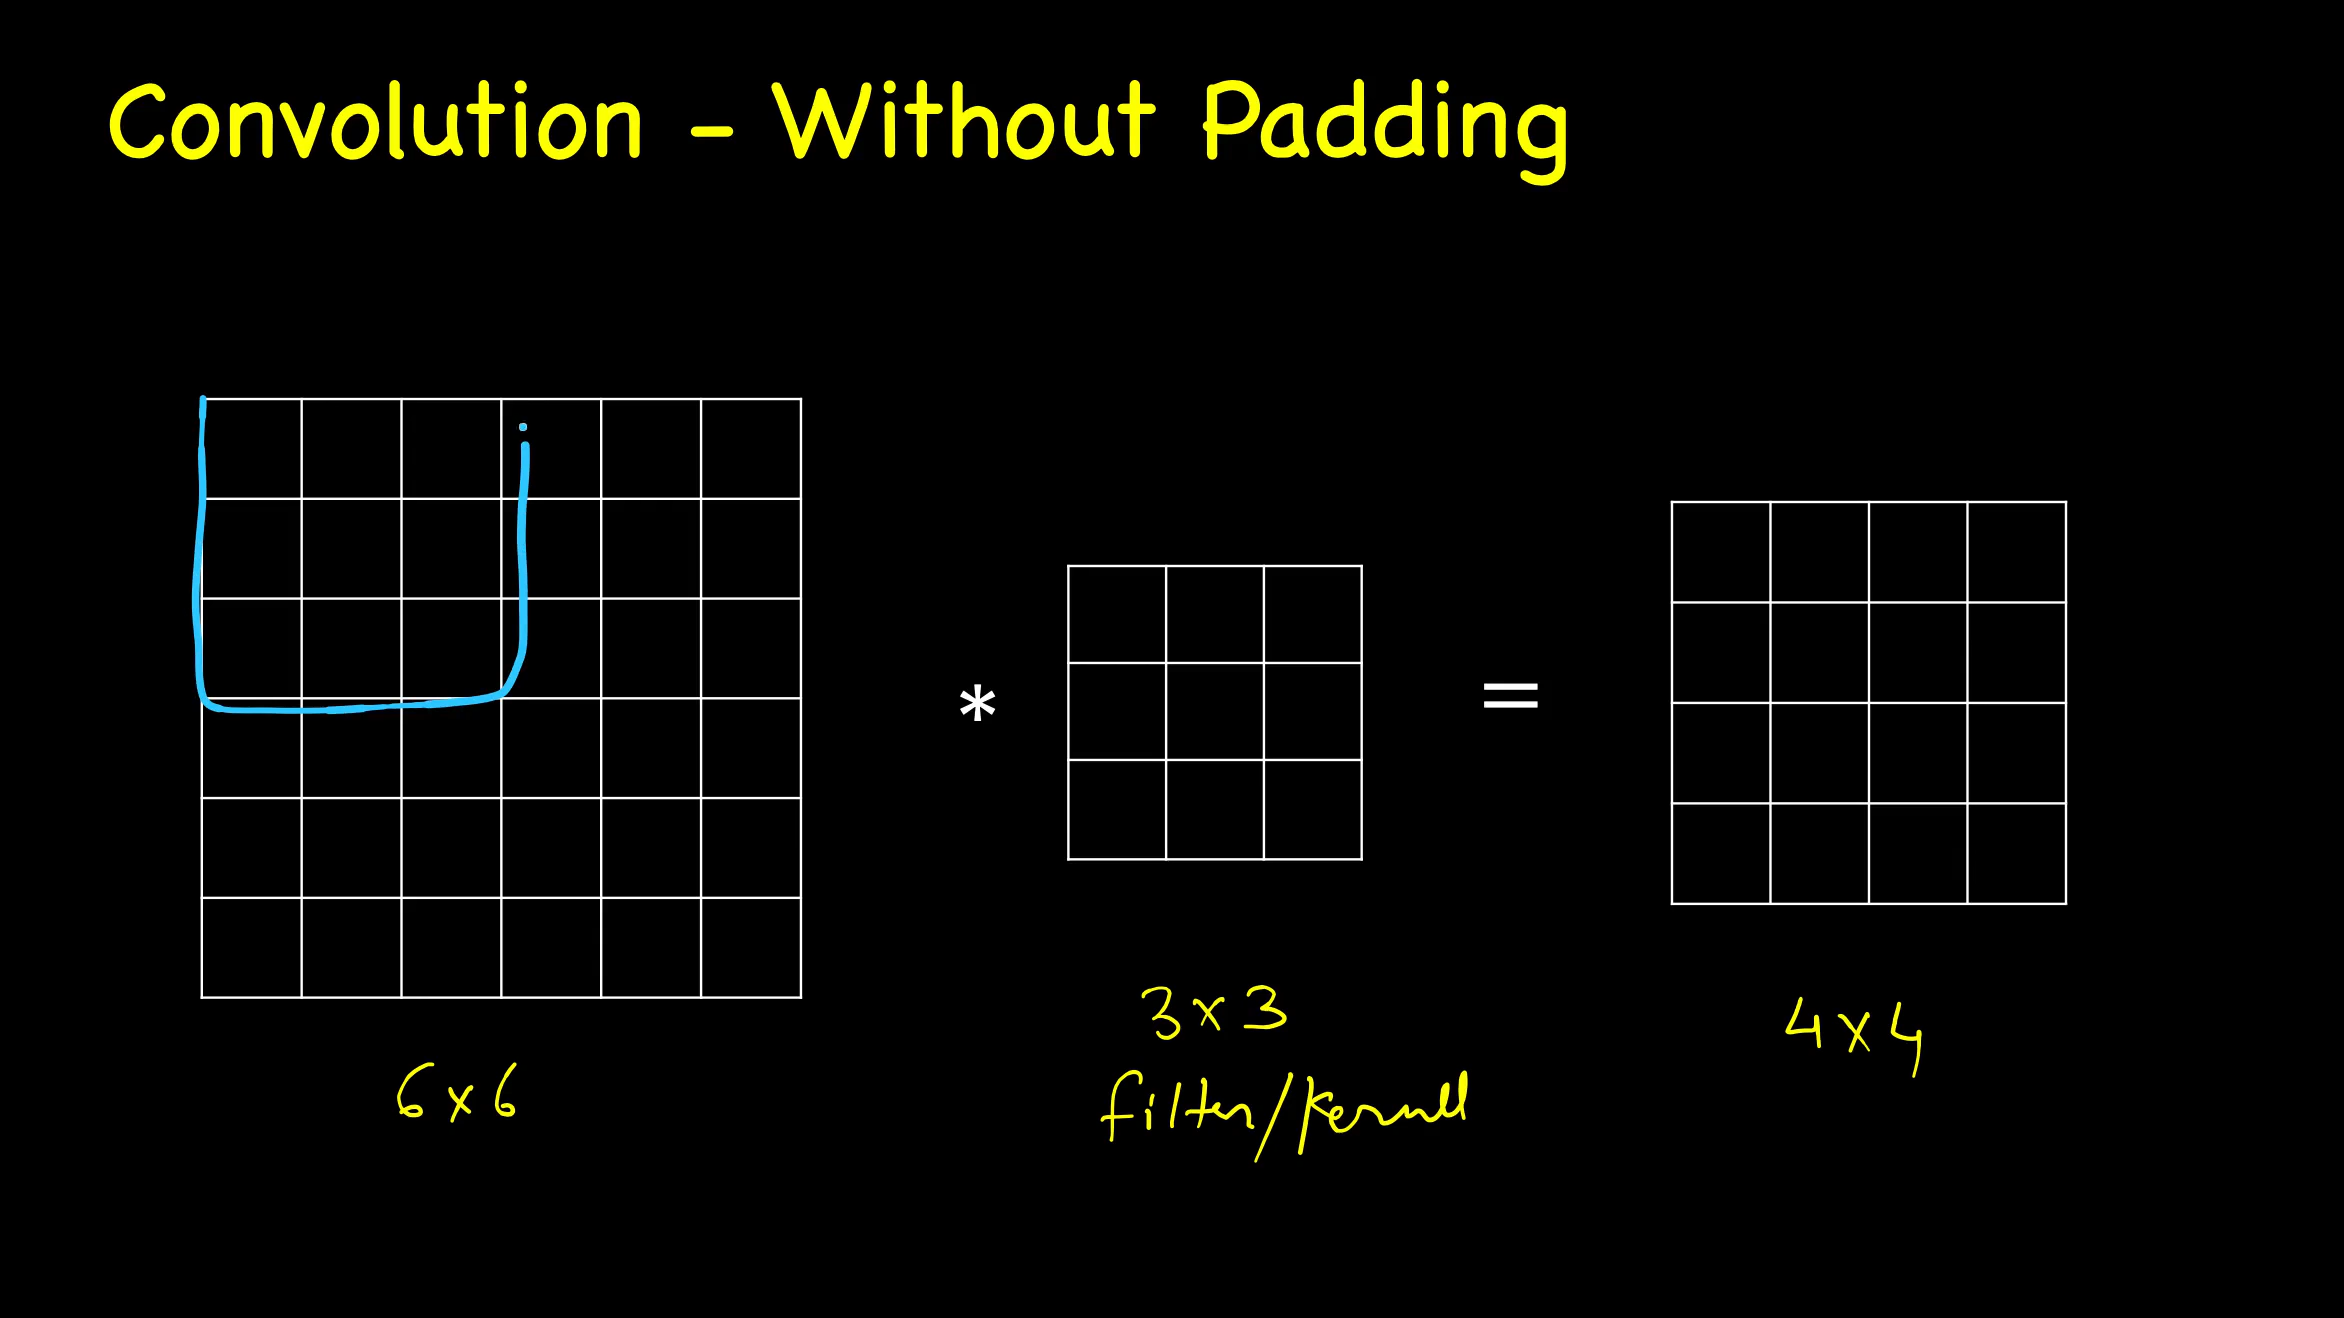 Convolution - Without Padding
* =
3x3
4x4
6x6
filter/Kernel